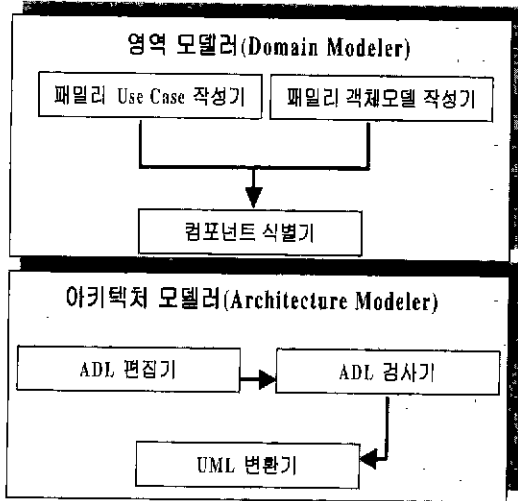 영역 모델러(Domain Modeler)
패밀리 Use Case 작성기
패밀리 객체모델 작성기
컴포넌트 식별기
아키텍처 모델러(Architecture Modeler)
ADL 편집기
ADL 검사기
UML 변환기